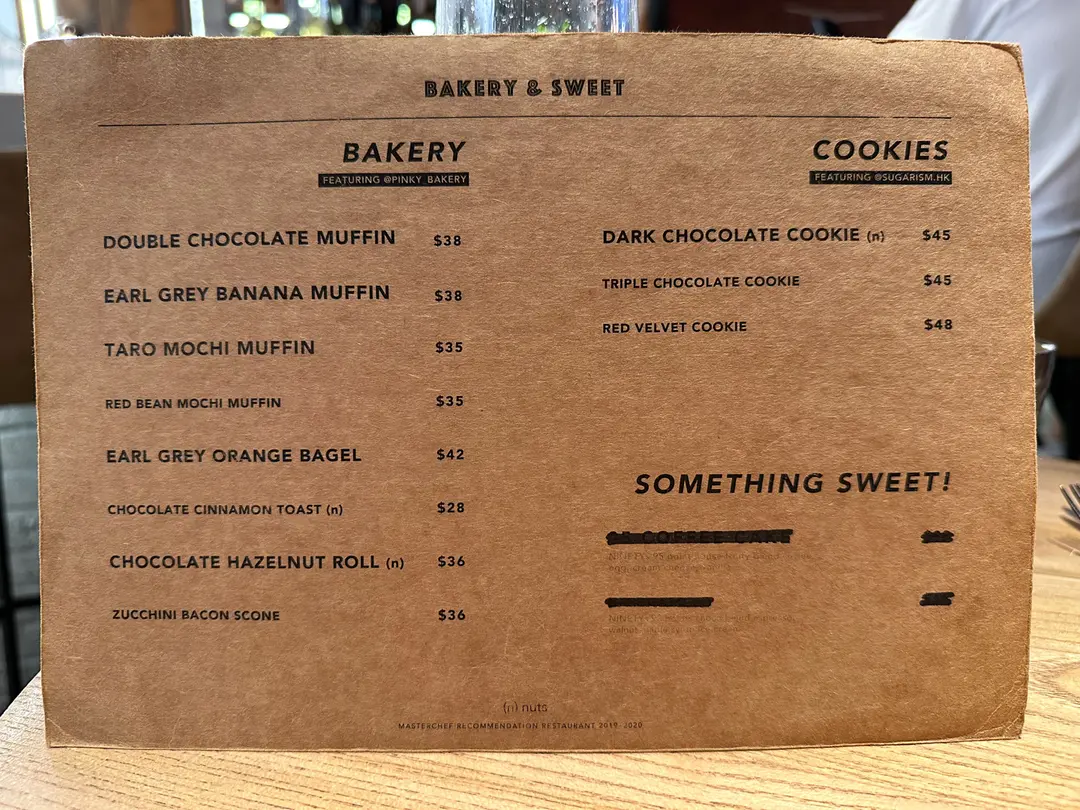 BAKERY & SWEET
BAKERY
FEATURING @PINKY_BAKERY
DOUBLE CHOCOLATE MUFFIN $38
EARL GREY BANANA MUFFIN $38
TARO MOCHI MUFFIN $35
RED BEAN MOCHI MUFFIN $35
EARL GREY ORANGE BAGEL $42
CHOCOLATE CINNAMON TOAST (n) $28
CHOCOLATE HAZELNUT ROLL (n) $36
ZUCCHINI BACON SCONE $36
COOKIES
FEATURING @SUGARISM.HK
DARK CHOCOLATE COOKIE (n) $45
TRIPLE CHOCOLATE COOKIE $45
RED VELVET COOKIE $48
SOMETHING SWEET!
COFFEE CAKE
(n) nuts
MASTERCHEF RECOMMENDATION RESTAURANT 2019-2020